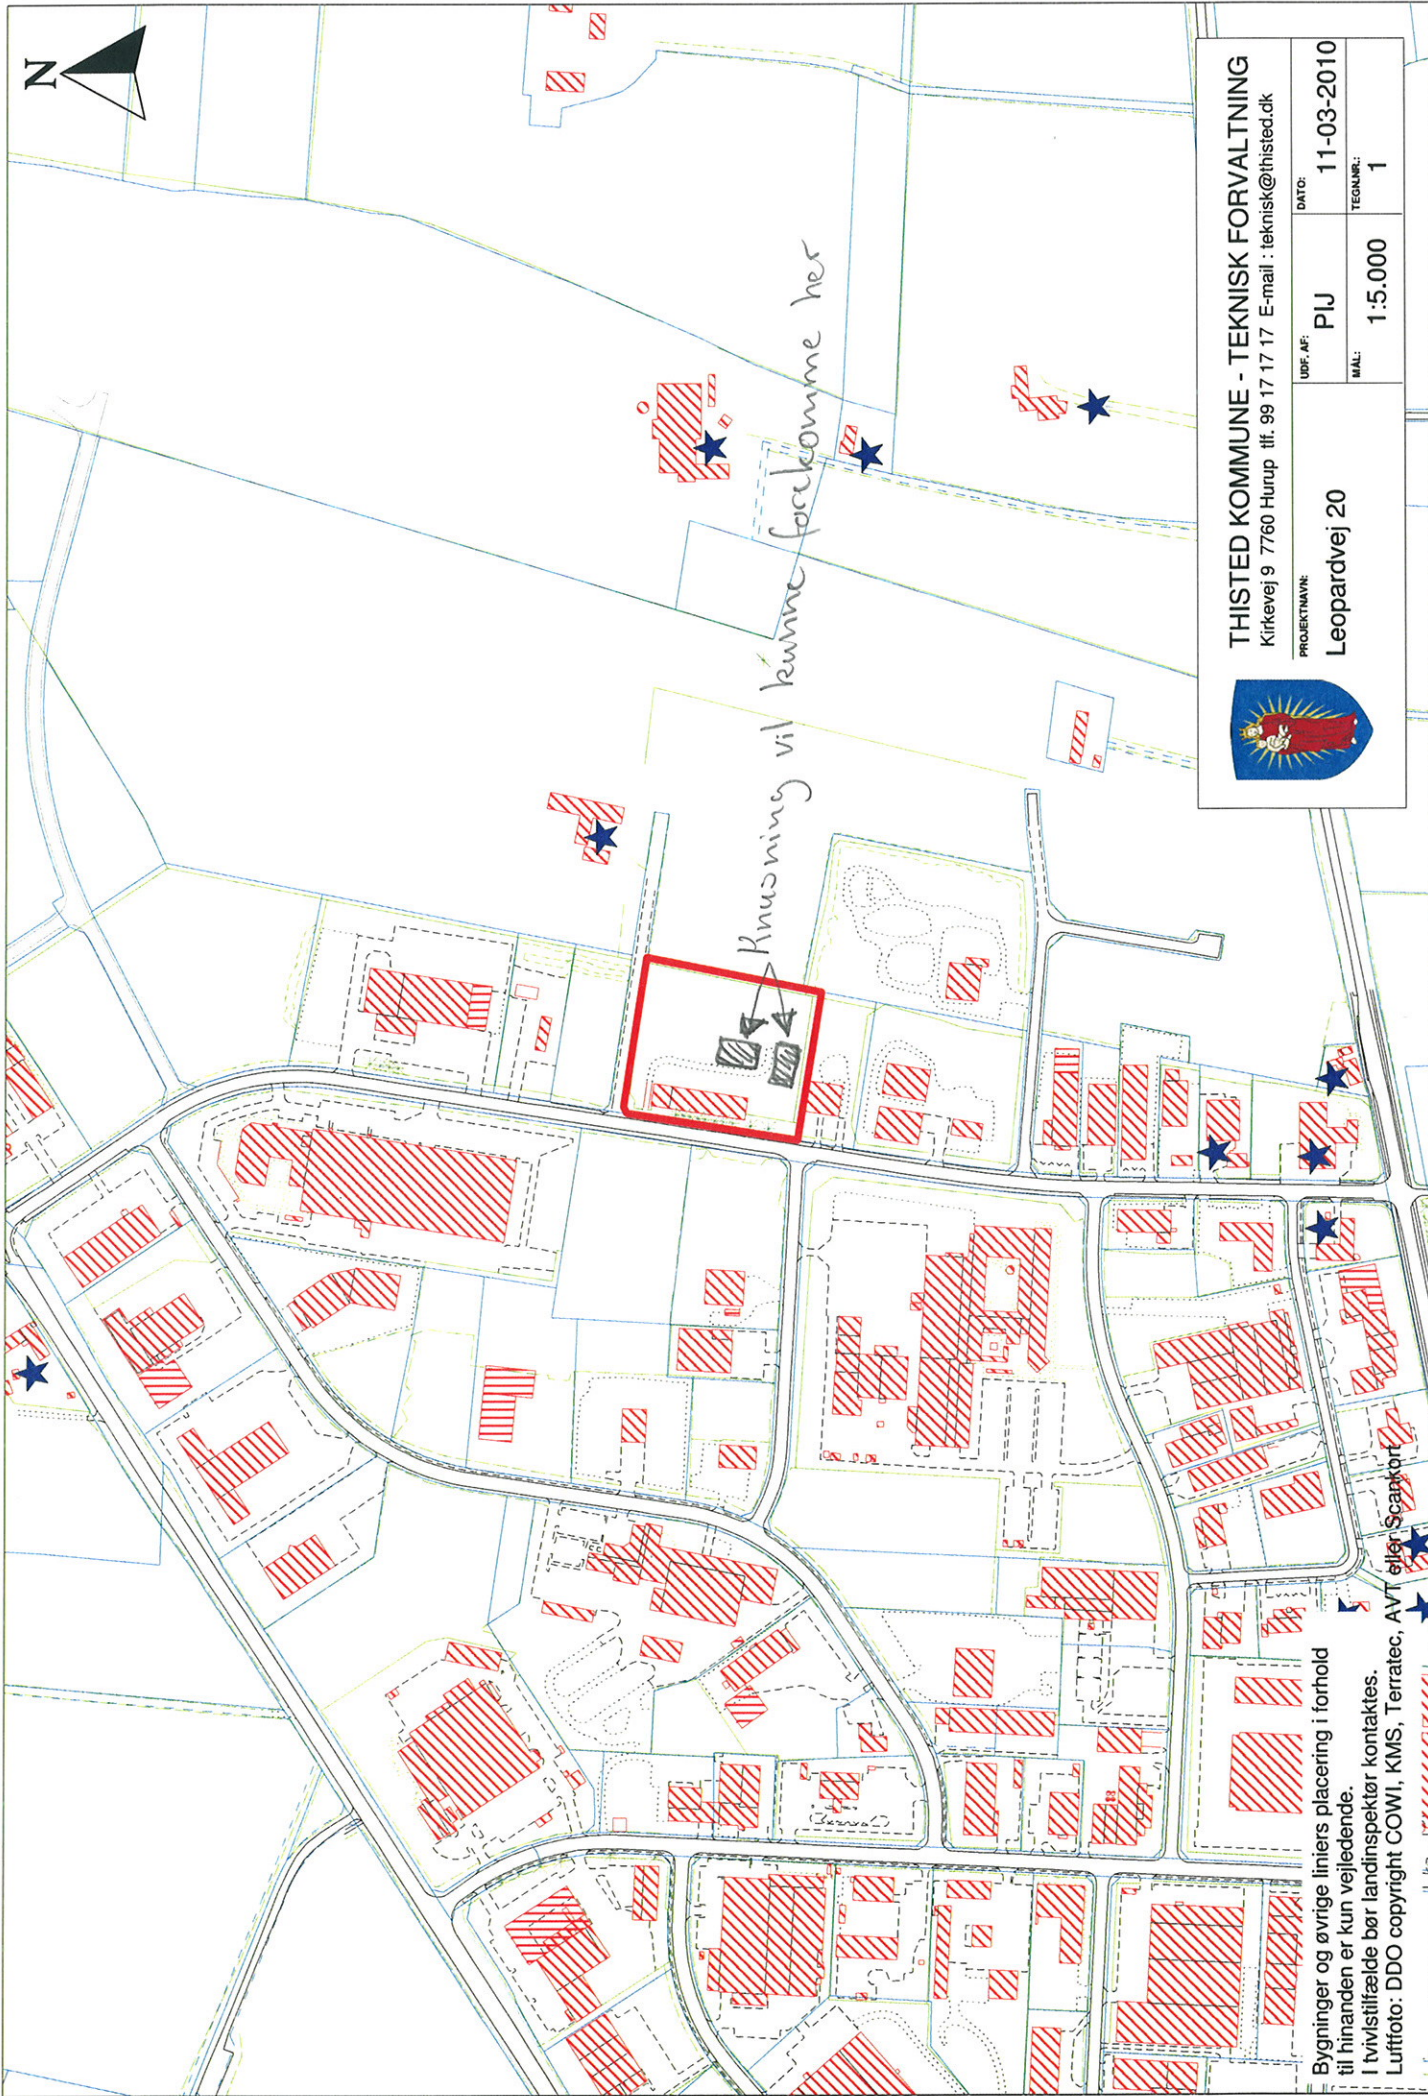 N
Knusning vil kunne forekomme her
THISTED KOMMUNE - TEKNISK FORVALTNING
Kirkevej 9 7760 Hurup tlf. 99 17 17 17 E-mail : teknisk@thisted.dk
PROJEKTNAVN:
Leopardvej 20
UDF. AF:
PIJ
DATO:
11-03-2010
MÅL:
1:5.000
TEGN.NR.:
1
Bygninger og øvrige liniers placering i forhold
til hinanden er kun vejledende.
I tvivlstilfælde bør landinspektør kontaktes.
Luftfoto: DDO copyright COWI, KMS, Terratec, AVT eller Scankort